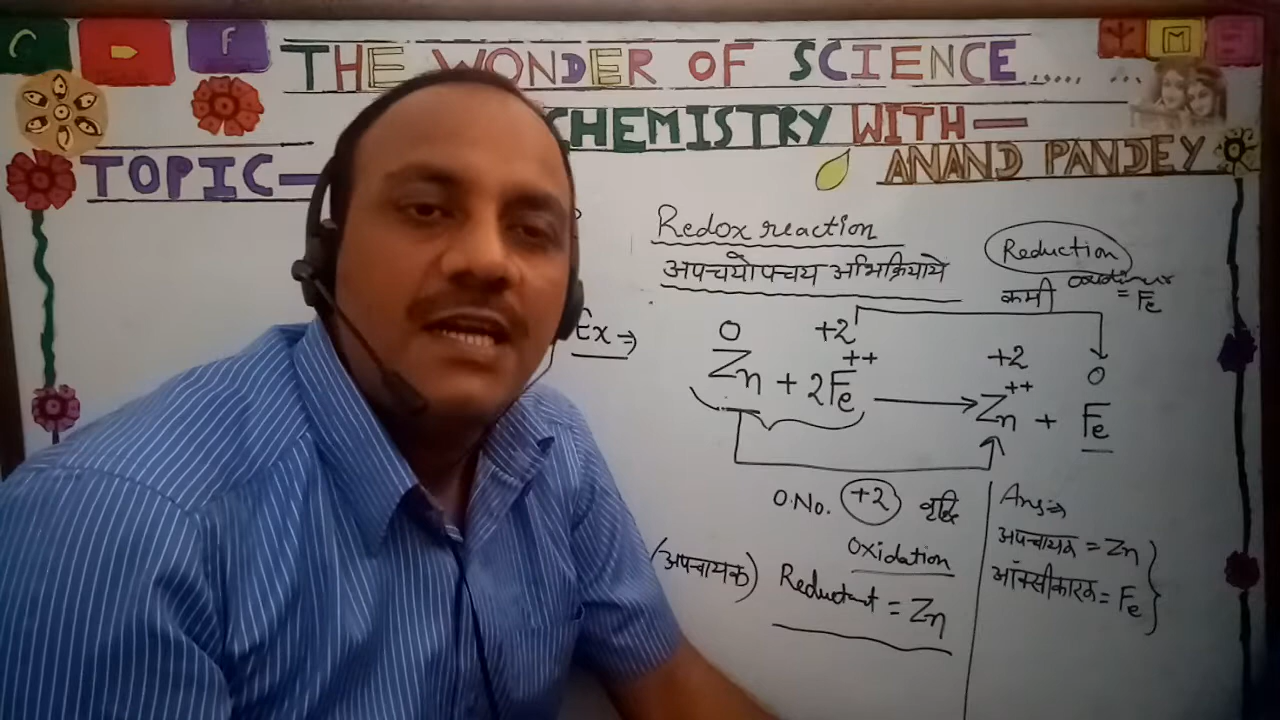 THE WONDER OF SCIENCE..... ...
CHEMISTRY WITH—
ANAND PANDEY
TOPIC—
Redox reaction
अपचयोपचय अभिक्रियाये
Reduction
कमी
= Fe
Ex ⇒
0 +2 +2 0
Zn + 2Fe⁺⁺ → Zn⁺⁺ + Fe
O.No. +2 वृद्धि
Oxidation
(अपचायक) Reductant = Zn
Ans ⇒
अपचायक = Zn
ऑक्सीकारक = Fe